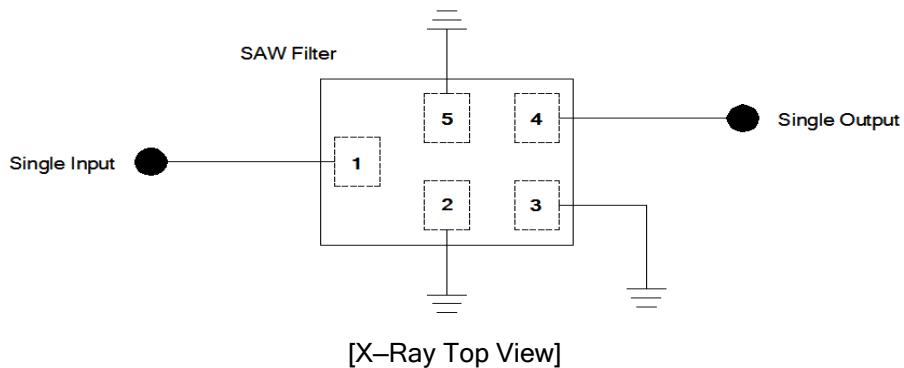 SAW Filter
5
4
Single Output
Single Input
1
2
3
[X–Ray Top View]